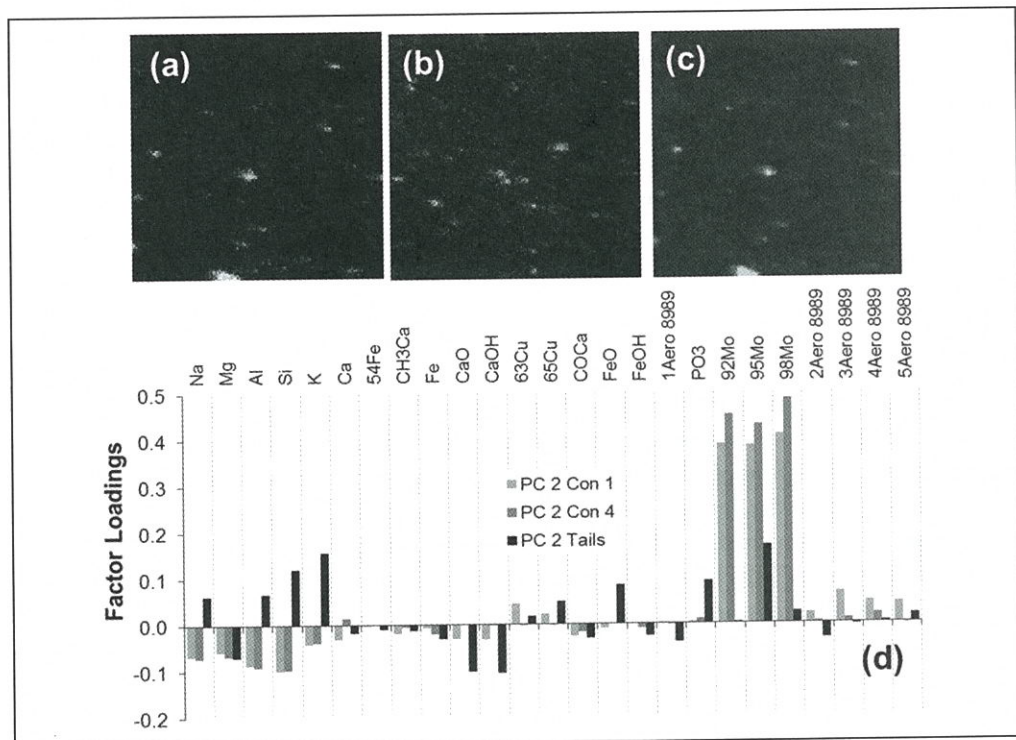 (a)
(b)
(c)
Na
Mg
Al
Si
K
Ca
54Fe
CH3Ca
Fe
CaO
CaOH
63Cu
65Cu
COCa
FeO
FeOH
1Aero 8989
PO3
92Mo
95Mo
98Mo
2Aero 8989
3Aero 8989
4Aero 8989
5Aero 8989
Factor Loadings
0.5
0.4
0.3
0.2
0.1
0.0
-0.1
-0.2
PC 2 Con 1
PC 2 Con 4
PC 2 Tails
(d)